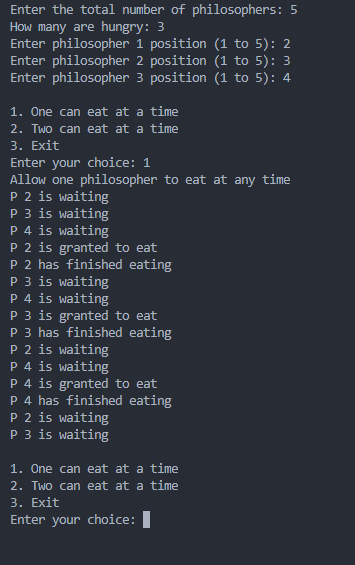 Enter the total number of philosophers: 5
How many are hungry: 3
Enter philosopher 1 position (1 to 5): 2
Enter philosopher 2 position (1 to 5): 3
Enter philosopher 3 position (1 to 5): 4
1. One can eat at a time
2. Two can eat at a time
3. Exit
Enter your choice: 1
Allow one philosopher to eat at any time
P 2 is waiting
P 3 is waiting
P 4 is waiting
P 2 is granted to eat
P 2 has finished eating
P 3 is waiting
P 4 is waiting
P 3 is granted to eat
P 3 has finished eating
P 2 is waiting
P 4 is waiting
P 4 is granted to eat
P 4 has finished eating
P 2 is waiting
P 3 is waiting
1. One can eat at a time
2. Two can eat at a time
3. Exit
Enter your choice: